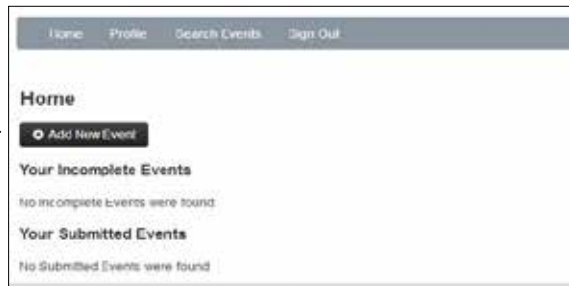 Home Profile Search Events Sign Out
Home
Add New Event
Your Incomplete Events
No Incomplete Events were found
Your Submitted Events
No Submitted Events were found